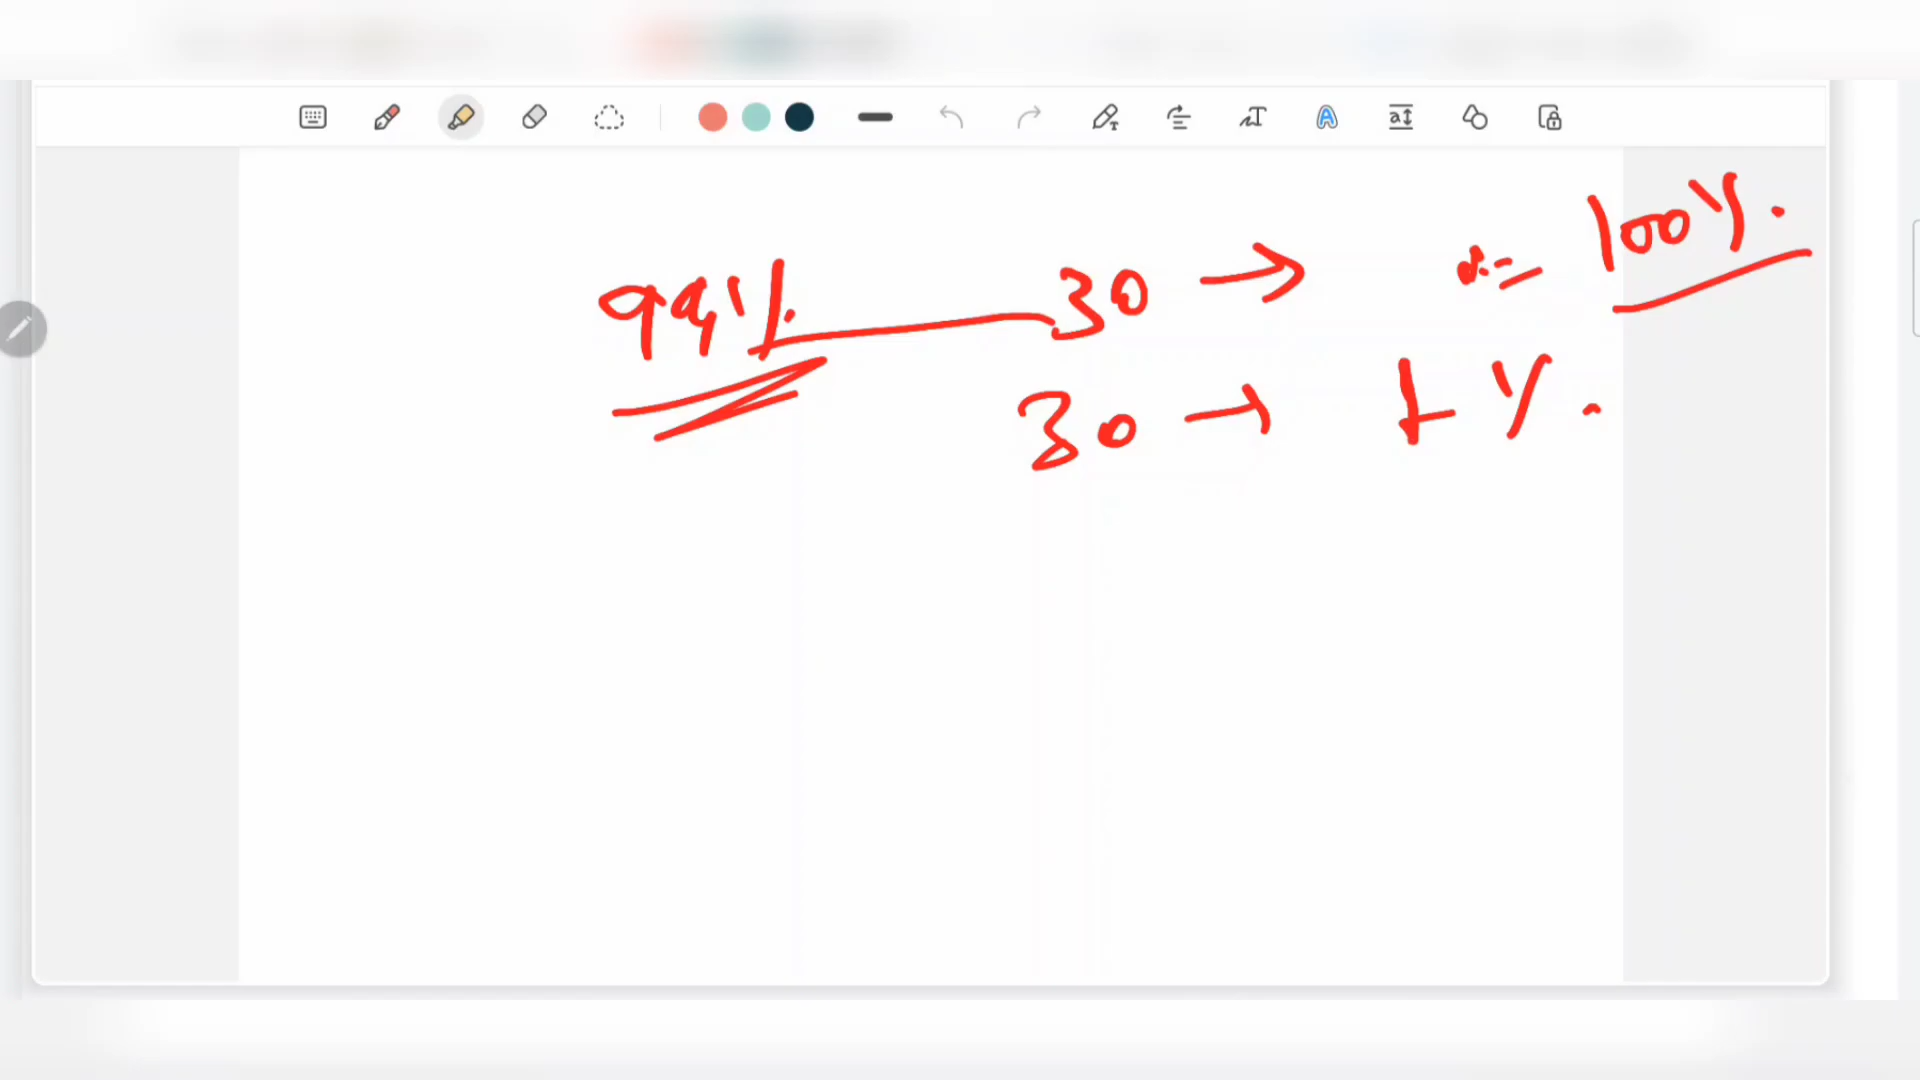 99% 30 → = 100%.
30 → 1%.